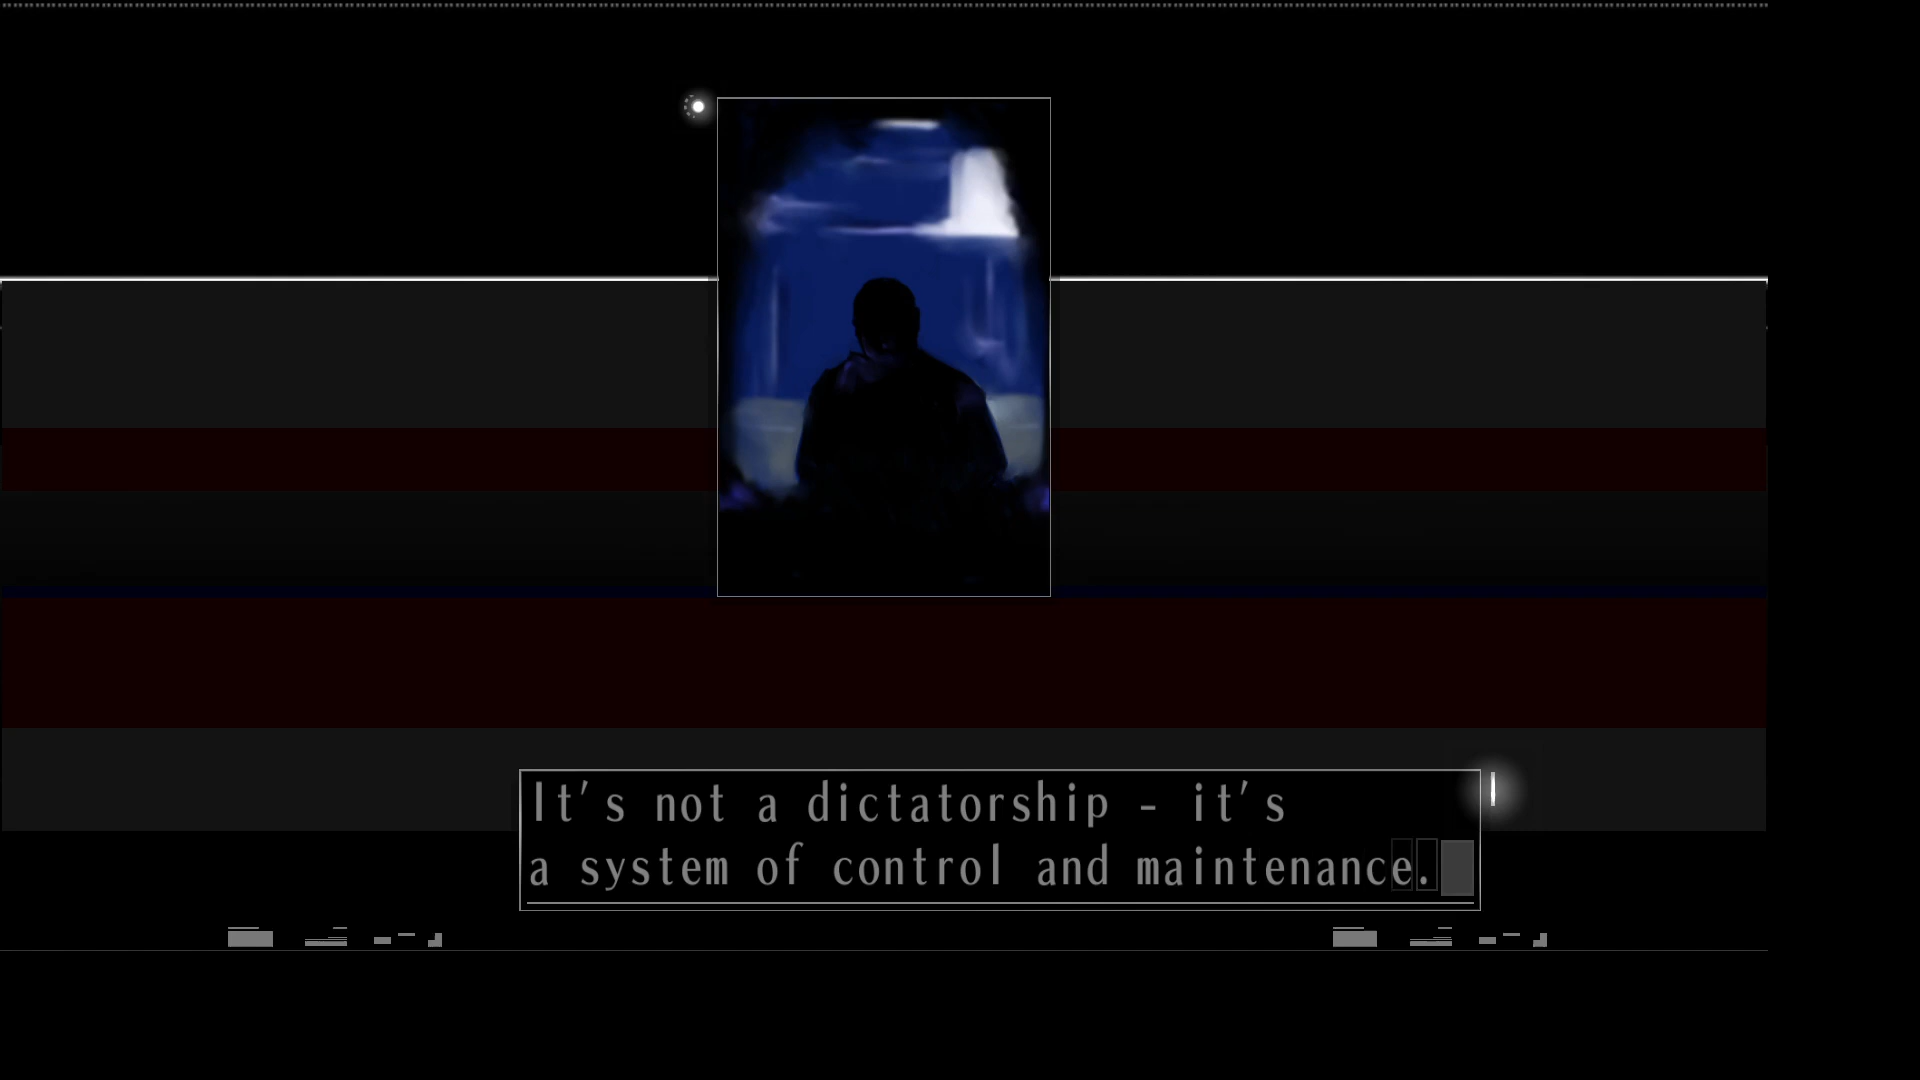 It's not a dictatorship - it's
a system of control and maintenance.